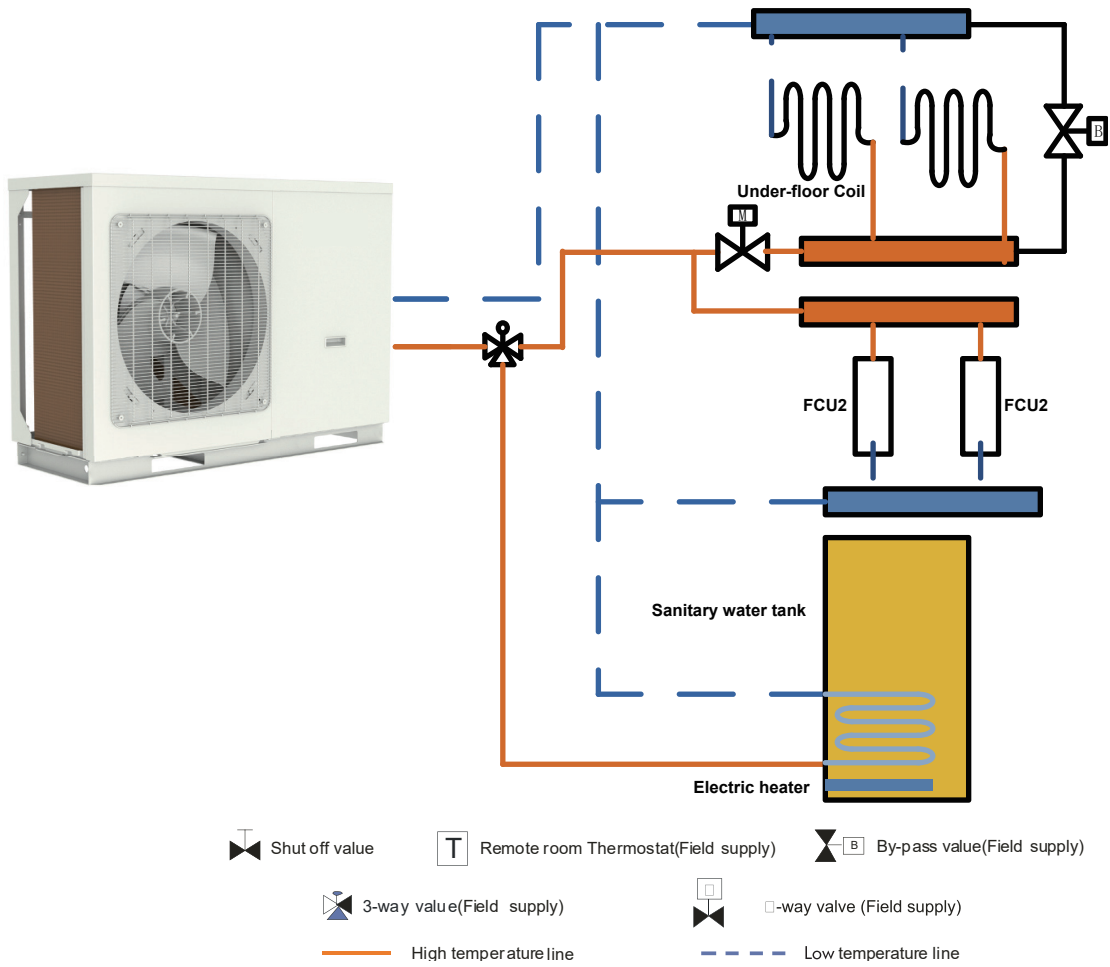 B
Under-floor Coil
M
FCU2
FCU2
Sanitary water tank
Electric heater
Shut off value
T Remote room Thermostat(Field supply)
B By-pass value(Field supply)
3-way value(Field supply)
□-way valve (Field supply)
High temperature line
Low temperature line